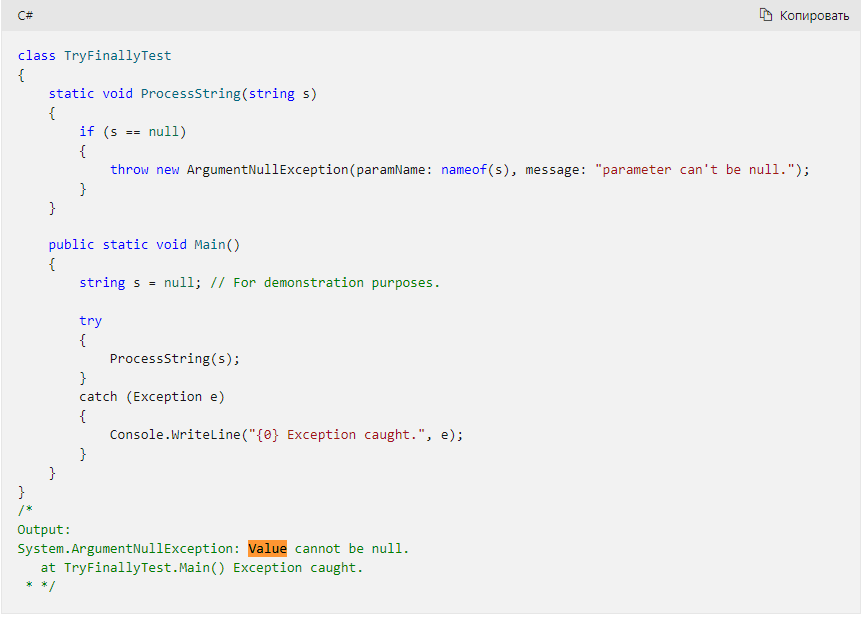 C#
Копировать
class TryFinallyTest
{
    static void ProcessString(string s)
    {
        if (s == null)
        {
            throw new ArgumentNullException(paramName: nameof(s), message: "parameter can't be null.");
        }
    }

    public static void Main()
    {
        string s = null; // For demonstration purposes.

        try
        {
            ProcessString(s);
        }
        catch (Exception e)
        {
            Console.WriteLine("{0} Exception caught.", e);
        }
    }
}
/*
Output:
System.ArgumentNullException: Value cannot be null.
   at TryFinallyTest.Main() Exception caught.
 * */